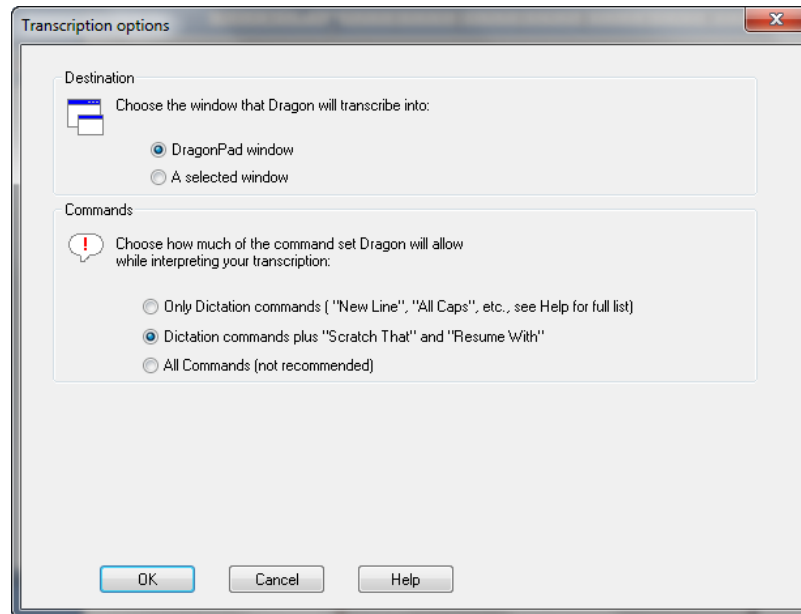 Transcription options
Destination
Choose the window that Dragon will transcribe into:
DragonPad window
A selected window
Commands
!
Choose how much of the command set Dragon will allow
while interpreting your transcription:
Only Dictation commands ( "New Line", "All Caps", etc., see Help for full list)
Dictation commands plus "Scratch That" and "Resume With"
All Commands (not recommended)
OK Cancel Help